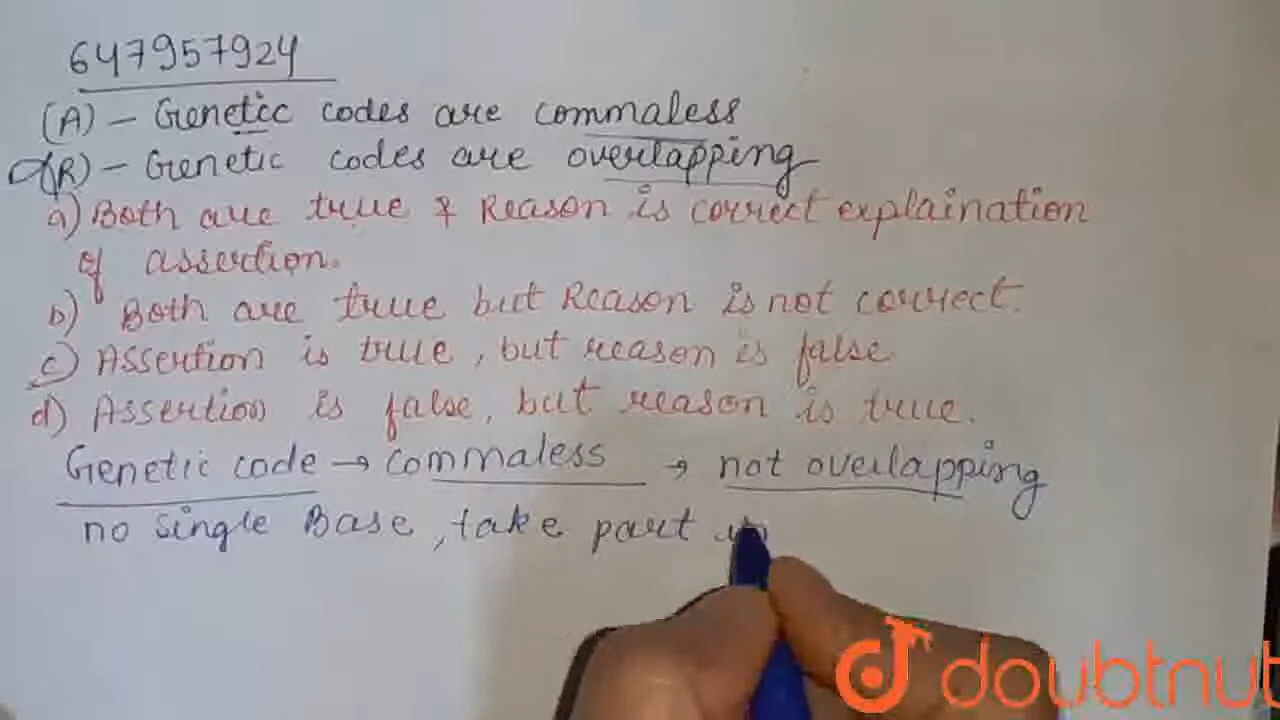 647957924
(A) - Genetic codes are commaless
(R) - Genetic codes are overlapping
a) Both are true & Reason is correct explaination
of assertion.
b) Both are true but Reason is not correct.
c) Assertion is true, but reason is false
d) Assertion is false, but reason is true.
Genetic code → commaless → not overlapping
no single Base, take part in
doubtnut